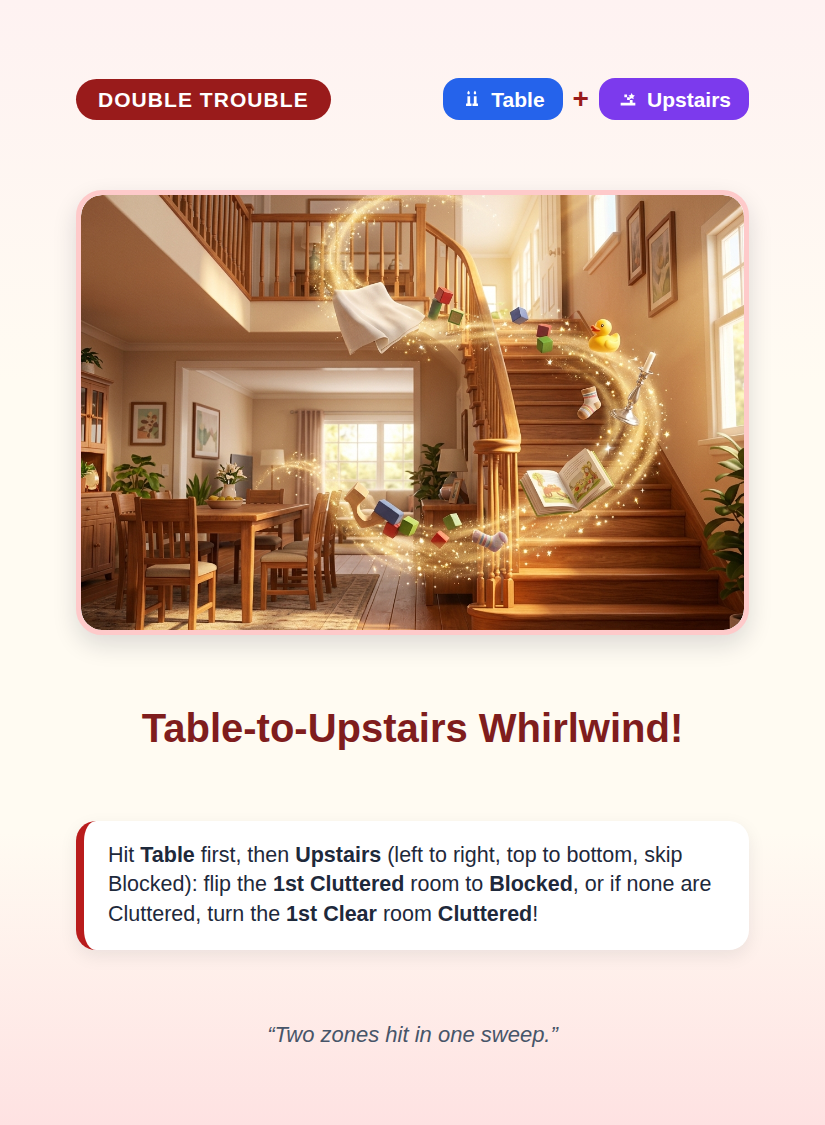 DOUBLE TROUBLE
Table + Upstairs
Table-to-Upstairs Whirlwind!
Hit Table first, then Upstairs (left to right, top to bottom, skip
Blocked): flip the 1st Cluttered room to Blocked, or if none are
Cluttered, turn the 1st Clear room Cluttered!
“Two zones hit in one sweep.”